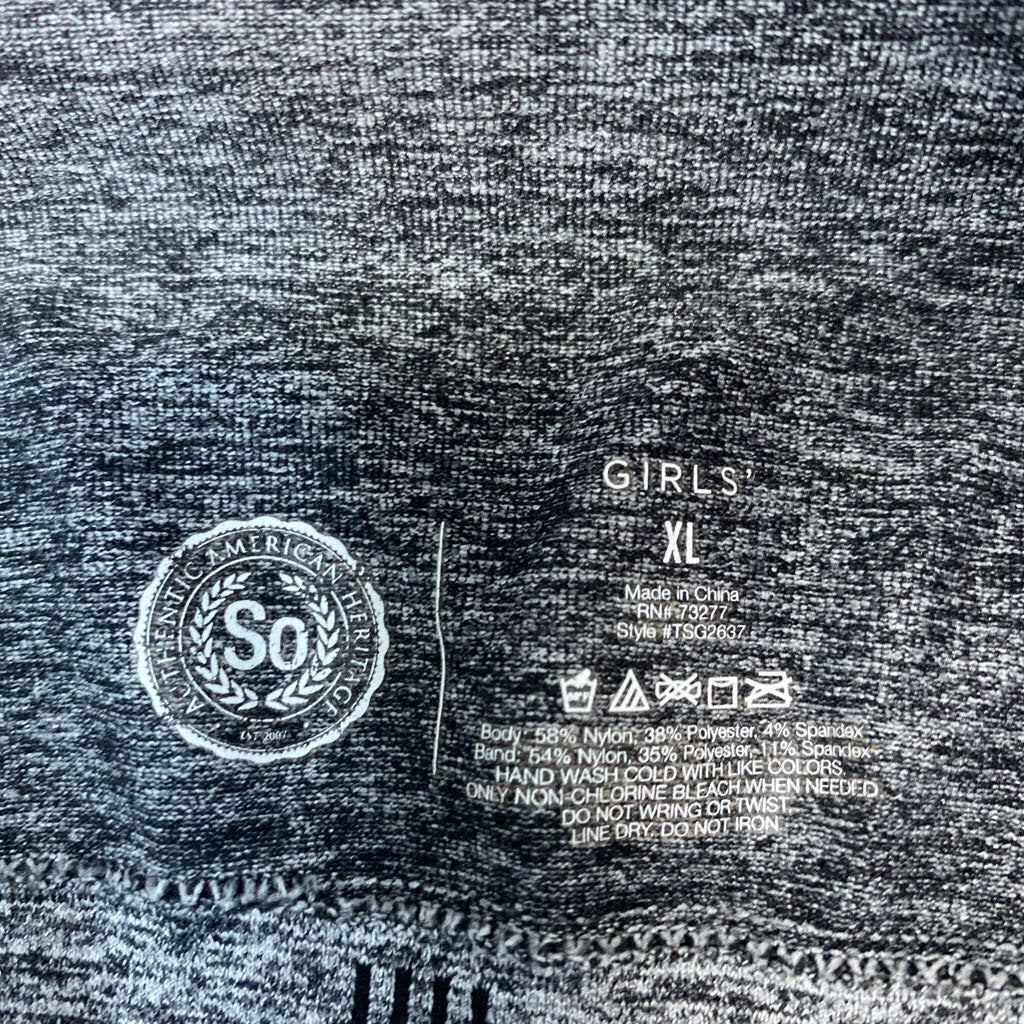 AUTHENTIC AMERICAN HERITAGE
So
EST 2007
GIRLS'
XL
Made in China
RN# 73277
Style #TSG2637
Body: 58% Nylon, 38% Polyester, 4% Spandex
Band: 54% Nylon, 35% Polyester, 11% Spandex
HAND WASH COLD WITH LIKE COLORS,
ONLY NON-CHLORINE BLEACH WHEN NEEDED
DO NOT WRING OR TWIST,
LINE DRY. DO NOT IRON